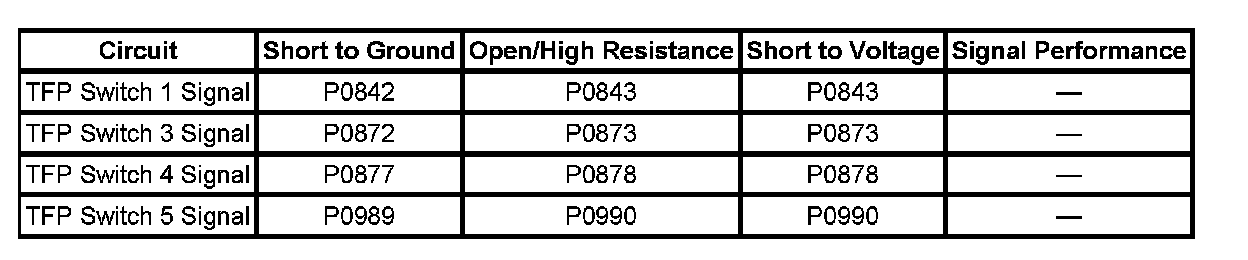 Circuit Short to Ground Open/High Resistance Short to Voltage Signal Performance
TFP Switch 1 Signal P0842 P0843 P0843 —
TFP Switch 3 Signal P0872 P0873 P0873 —
TFP Switch 4 Signal P0877 P0878 P0878 —
TFP Switch 5 Signal P0989 P0990 P0990 —